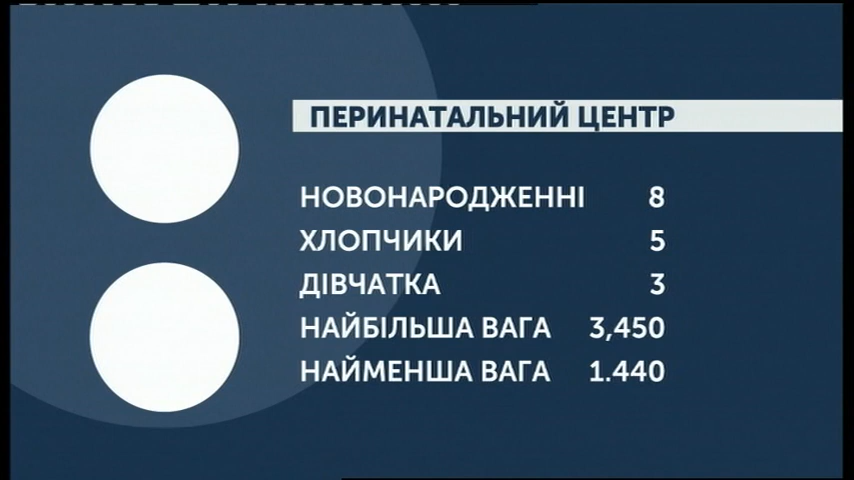 ПЕРИНАТАЛЬНИЙ ЦЕНТР
НОВОНАРОДЖЕННІ 8
ХЛОПЧИКИ 5
ДІВЧАТКА 3
НАЙБІЛЬША ВАГА 3,450
НАЙМЕНША ВАГА 1.440